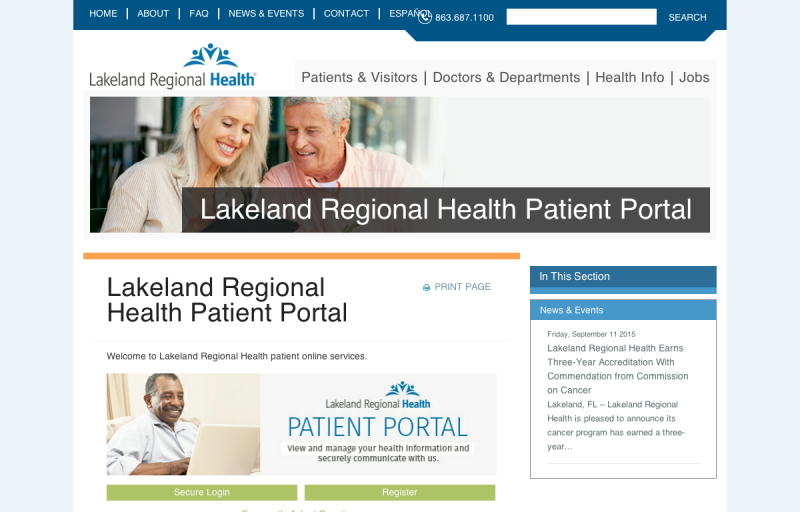 HOME | ABOUT | FAQ | NEWS & EVENTS | CONTACT | ESPAÑOL
863.687.1100
SEARCH
Lakeland Regional Health
Patients & Visitors | Doctors & Departments | Health Info | Jobs
Lakeland Regional Health Patient Portal
Lakeland Regional
Health Patient Portal
PRINT PAGE
Welcome to Lakeland Regional Health patient online services.
Lakeland Regional Health
PATIENT PORTAL
View and manage your health information and
securely communicate with us.
Secure Login
Register
In This Section
News & Events
Friday, September 11 2015
Lakeland Regional Health Earns
Three-Year Accreditation With
Commendation from Commission
on Cancer
Lakeland, FL – Lakeland Regional
Health is pleased to announce its
cancer program has earned a three-
year…